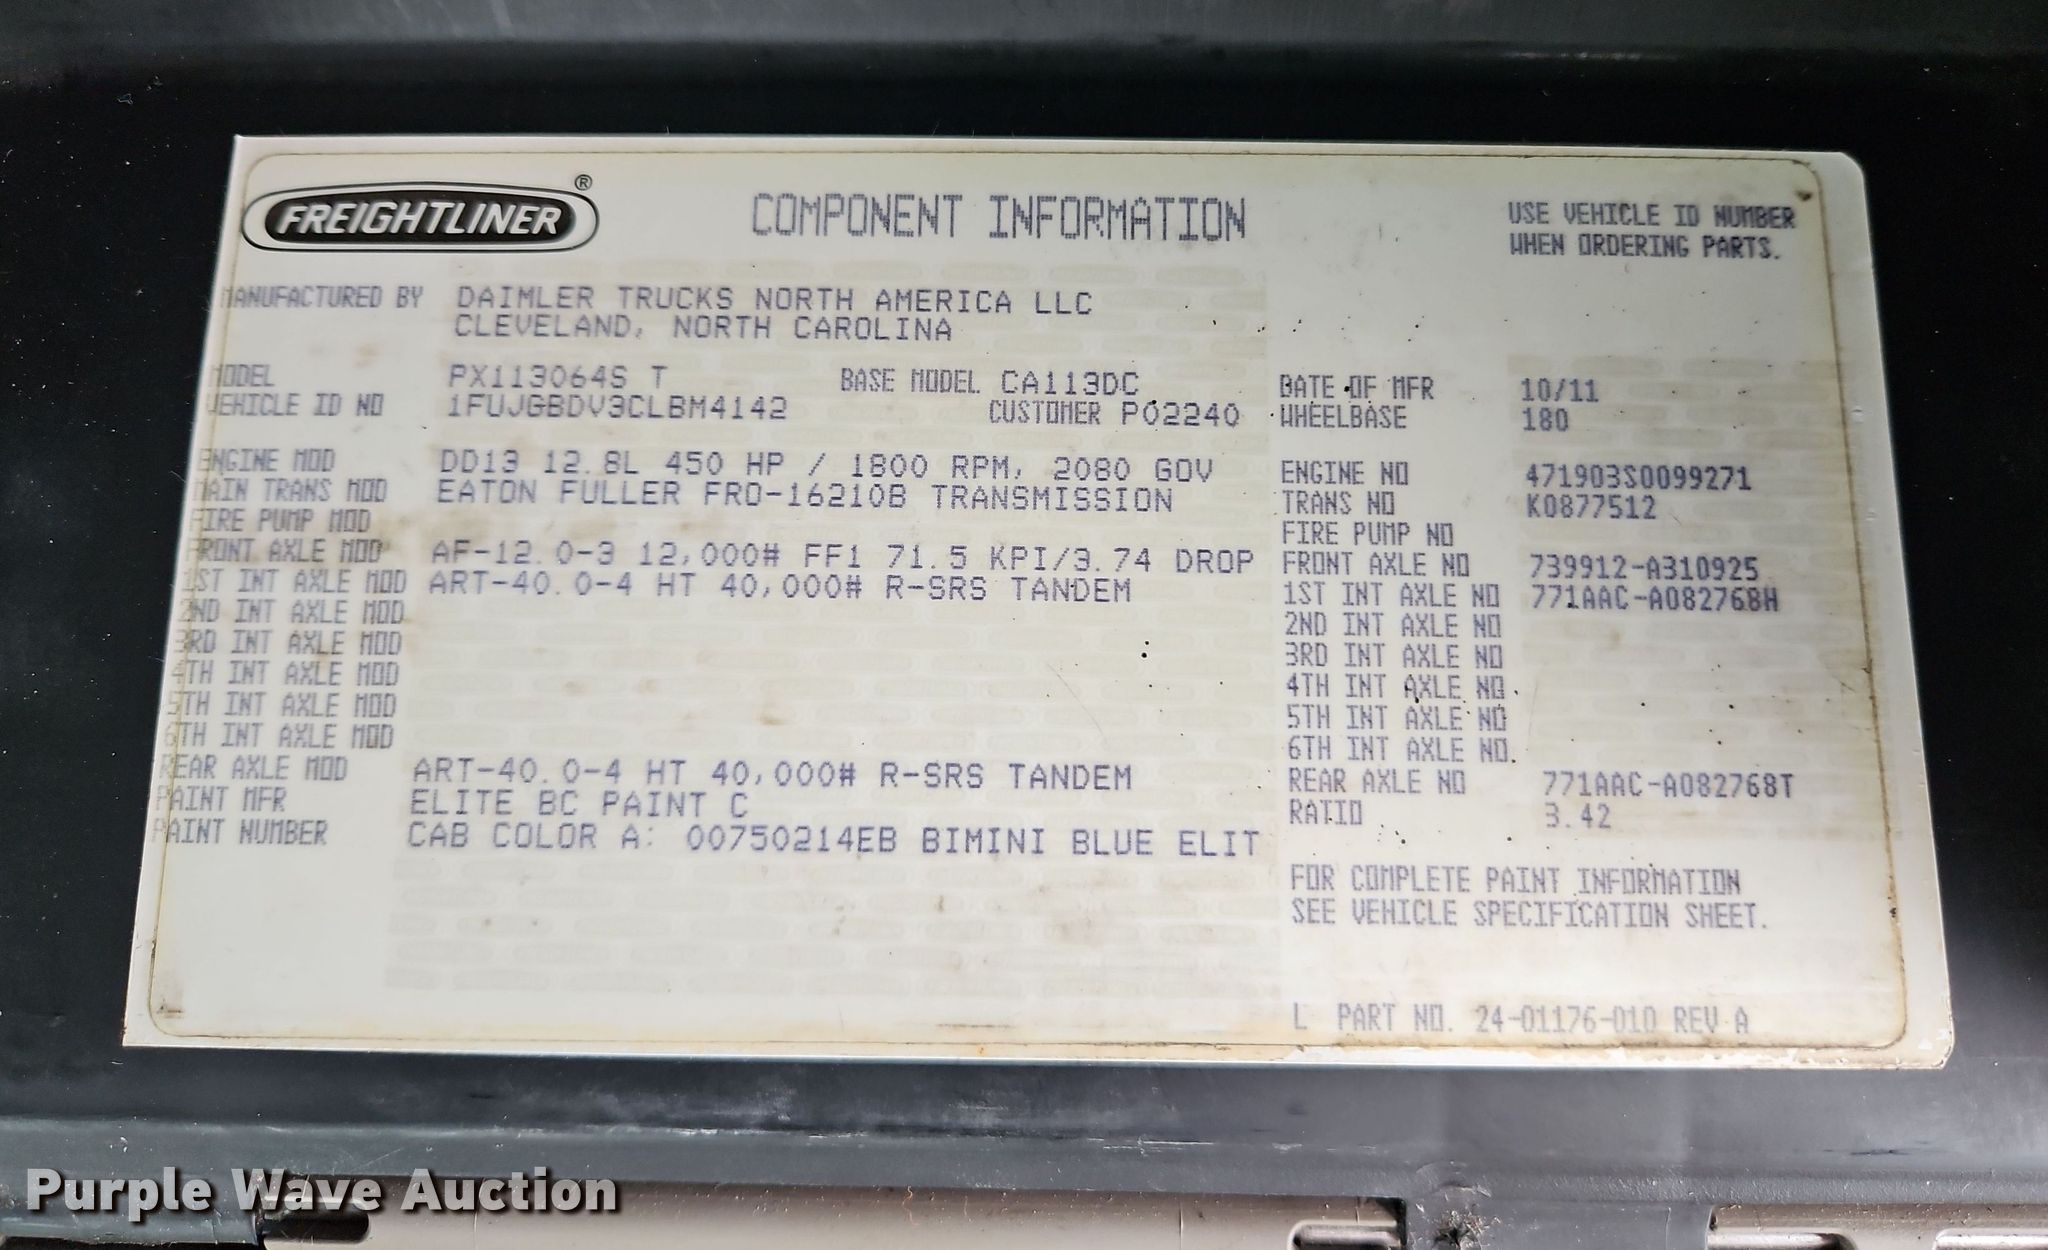 FREIGHTLINER®
COMPONENT INFORMATION
USE VEHICLE ID NUMBER
WHEN ORDERING PARTS.
MANUFACTURED BY DAIMLER TRUCKS NORTH AMERICA LLC
CLEVELAND, NORTH CAROLINA
MODEL PX113064S T BASE MODEL CA113DC DATE OF MFR 10/11
VEHICLE ID NO 1FUJGBDV3CLBM4142 CUSTOMER P02240 WHEELBASE 180
ENGINE MOD DD13 12.8L 450 HP / 1800 RPM, 2080 GOV ENGINE NO 471903S0099271
MAIN TRANS MOD EATON FULLER FRO-16210B TRANSMISSION TRANS NO K0877512
FIRE PUMP MOD FIRE PUMP NO
FRONT AXLE MOD AF-12.0-3 12,000# FF1 71.5 KPI/3.74 DROP FRONT AXLE NO 739912-A310925
1ST INT AXLE MOD ART-40.0-4 HT 40,000# R-SRS TANDEM 1ST INT AXLE NO 771AAC-A082768H
2ND INT AXLE MOD 2ND INT AXLE NO
3RD INT AXLE MOD 3RD INT AXLE NO
4TH INT AXLE MOD 4TH INT AXLE NO.
5TH INT AXLE MOD 5TH INT AXLE NO
6TH INT AXLE MOD 6TH INT AXLE NO.
REAR AXLE MOD ART-40.0-4 HT 40,000# R-SRS TANDEM REAR AXLE NO 771AAC-A082768T
PAINT MFR ELITE BC PAINT C RATIO 3.42
PAINT NUMBER CAB COLOR A: 00750214EB BIMINI BLUE ELIT
FOR COMPLETE PAINT INFORMATION
SEE VEHICLE SPECIFICATION SHEET.
L PART NO. 24-01176-010 REV A
Purple Wave Auction